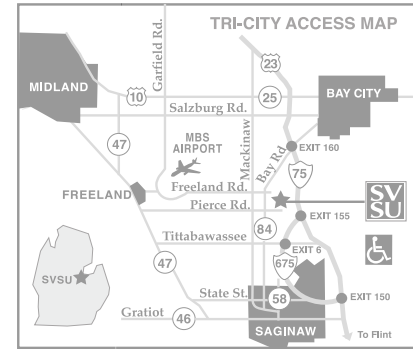 TRI-CITY ACCESS MAP
Garfield Rd.
23
MIDLAND
10
25
BAY CITY
Salzburg Rd.
47
MBS
AIRPORT
Mackinaw
Bay Rd.
EXIT 160
75
FREELAND
Freeland Rd.
Pierce Rd.
SV
SU
EXIT 155
84
Tittabawassee
EXIT 6
47
675
SVSU
State St.
58
EXIT 150
Gratiot
46
SAGINAW
To Flint